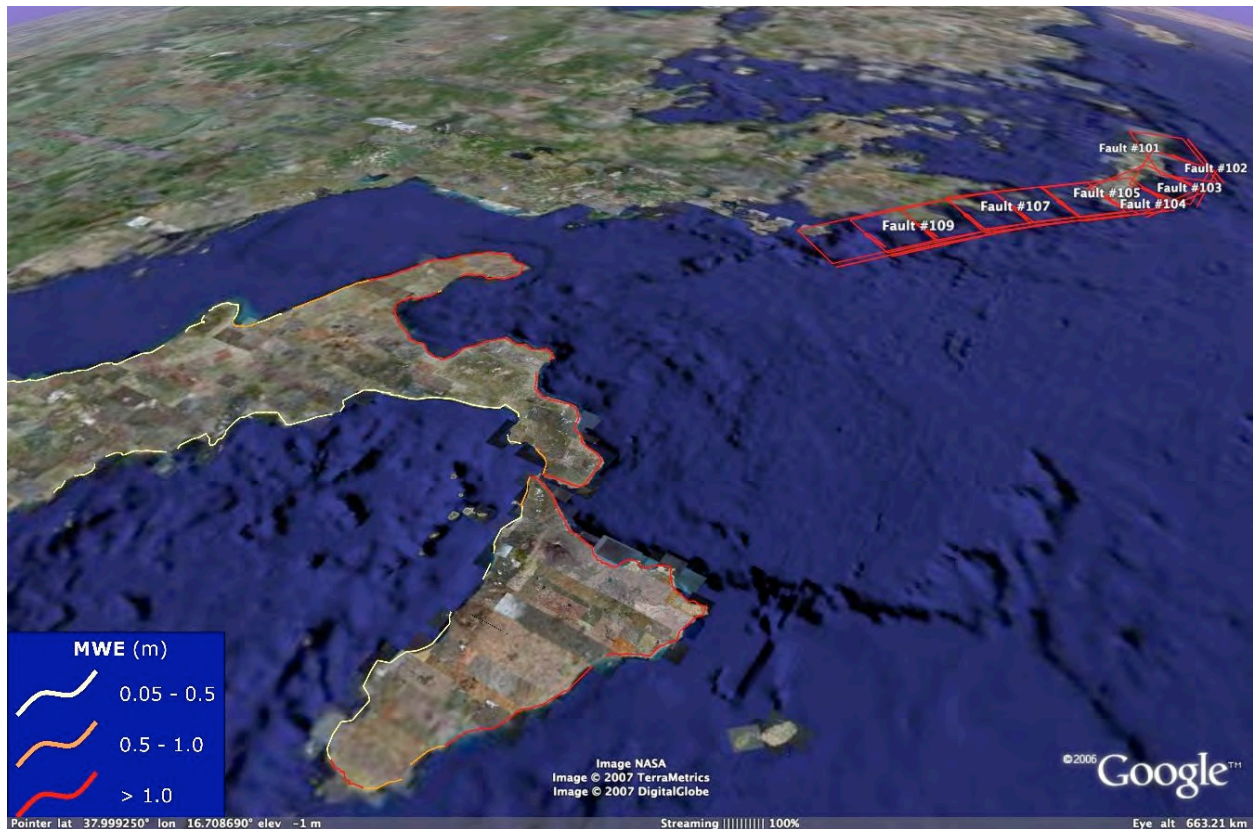 Fault #101
Fault #102
Fault #103
Fault #105
Fault #104
Fault #107
Fault #109
MWE (m)
0.05 - 0.5
0.5 - 1.0
> 1.0
Image NASA
Image © 2007 TerraMetrics
Image © 2007 DigitalGlobe
©2006 Google™
Pointer lat 37.999250° lon 16.708690° elev -1 m
Streaming |||||||||| 100%
Eye alt 663.21 km